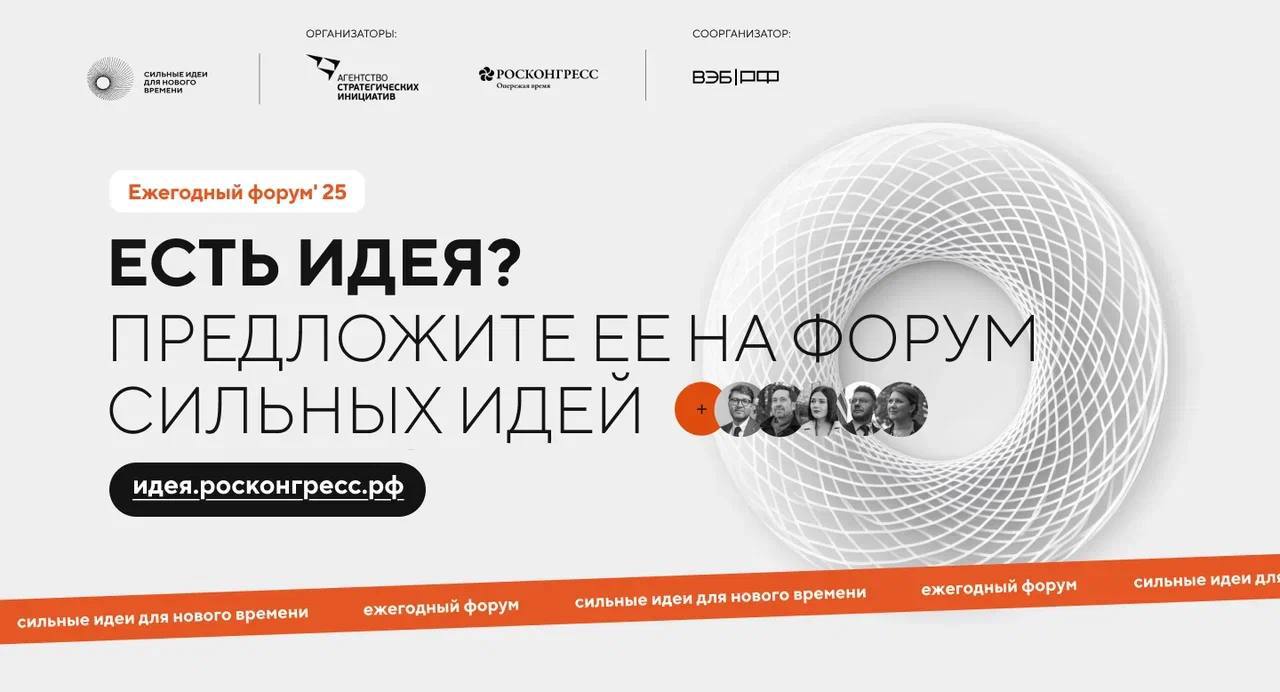 ОРГАНИЗАТОРЫ:
СООРГАНИЗАТОР:
СИЛЬНЫЕ ИДЕИ
ДЛЯ НОВОГО
ВРЕМЕНИ
АГЕНТСТВО
СТРАТЕГИЧЕСКИХ
ИНИЦИАТИВ
РОСКОНГРЕСС
Опережая время
ВЭБ|РФ
Ежегодный форум' 25
ЕСТЬ ИДЕЯ?
ПРЕДЛОЖИТЕ ЕЕ НА ФОРУМ
СИЛЬНЫХ ИДЕЙ
+
идея.росконгресс.рф
сильные идеи для нового времени ежегодный форум сильные идеи для нового времени ежегодный форум сильные идеи для